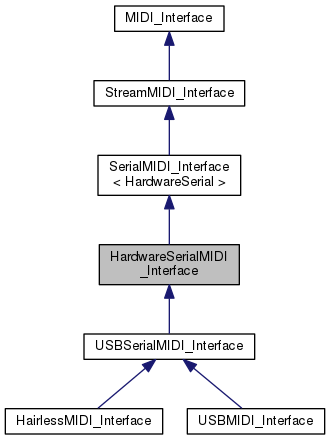 MIDI_Interface
StreamMIDI_Interface
SerialMIDI_Interface
< HardwareSerial >
HardwareSerialMIDI
_Interface
USBSerialMIDI_Interface
HairlessMIDI_Interface
USBMIDI_Interface